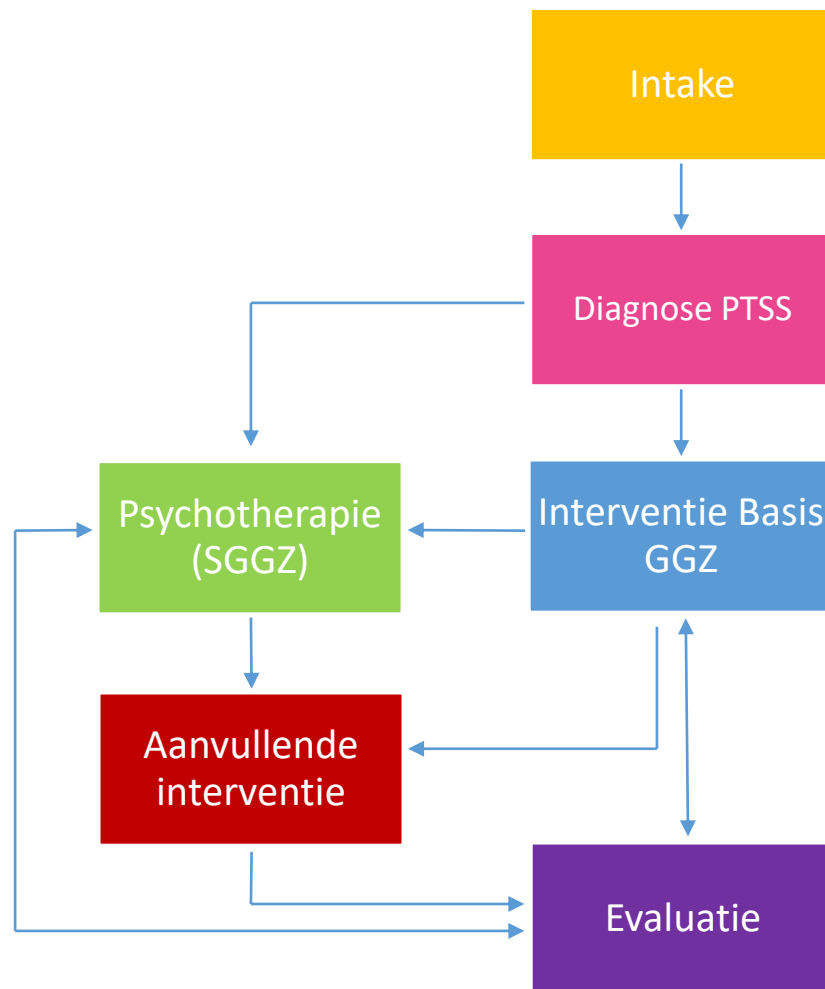 Intake
Diagnose PTSS
Psychotherapie
(SGGZ)
Interventie Basis
GGZ
Aanvullende
interventie
Evaluatie